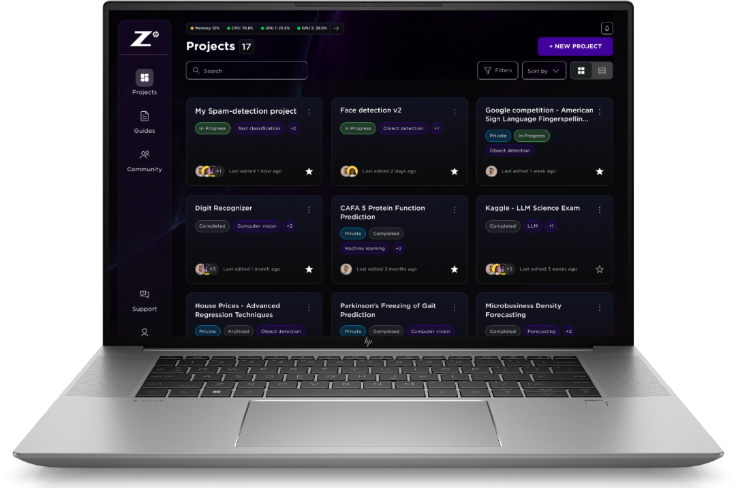 Memory: 51% CPU: 78.8% GPU 1: 25.5% GPU 2: 25.5%
Z
Projects 17
+ NEW PROJECT
Search
Filters
Sort by
Projects
Guides
Community
Support
My Spam-detection project
In Progress Text classification +2
+1 Last edited 1 hour ago
Face detection v2
In Progress Object detection +1
Last edited 2 days ago
Google competition - American
Sign Language Fingerspellin...
Private In Progress
Object detection
Last edited 1 week ago
Digit Recognizer
Completed Computer vision +2
+3 Last edited 1 month ago
CAFA 5 Protein Function
Prediction
Private Completed
Machine learning +2
Last edited 2 months ago
Kaggle - LLM Science Exam
Completed LLM +1
+3 Last edited 3 weeks ago
House Prices - Advanced
Regression Techniques
Private Archived Object detection
Parkinson's Freezing of Gait
Prediction
Private Completed Computer vision
Microbusiness Density
Forecasting
Completed Forecasting +2
hp